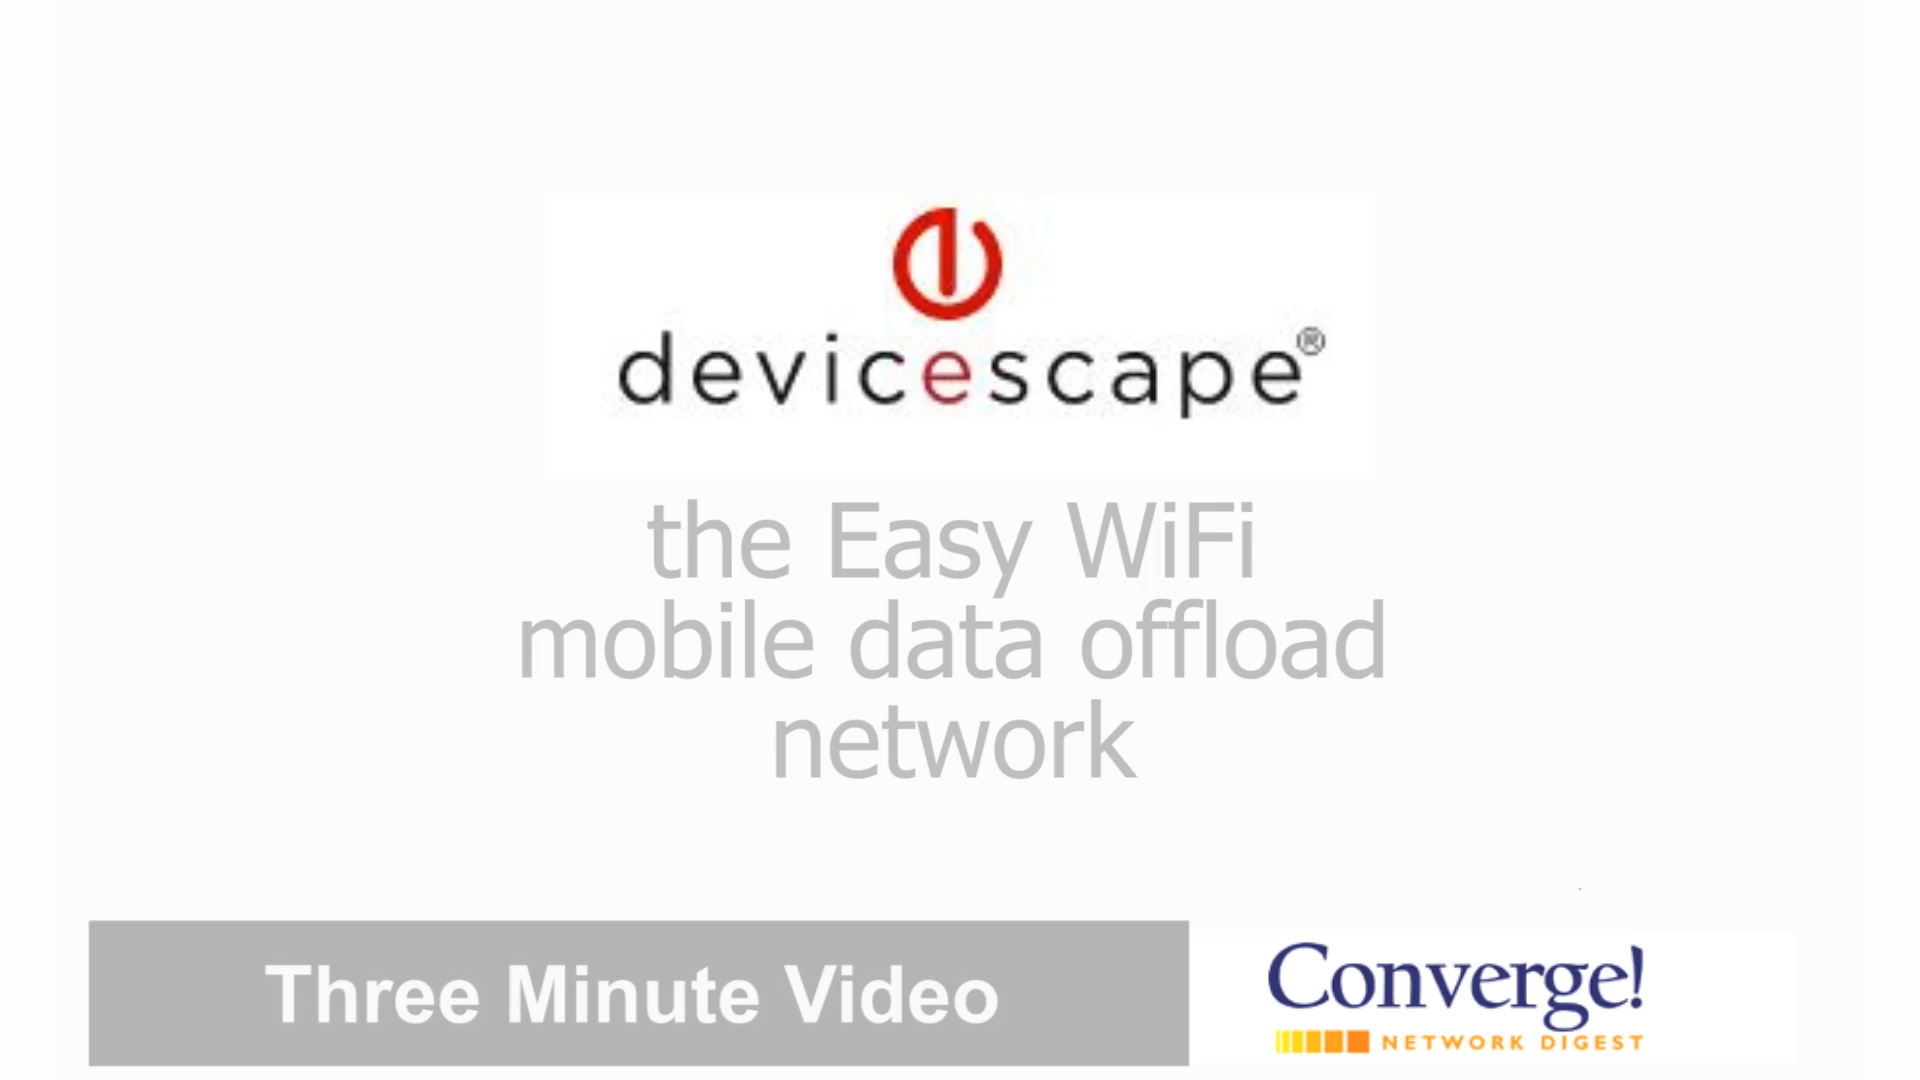 devicescape®
the Easy WiFi
mobile data offload
network
Three Minute Video
Converge!
NETWORK DIGEST